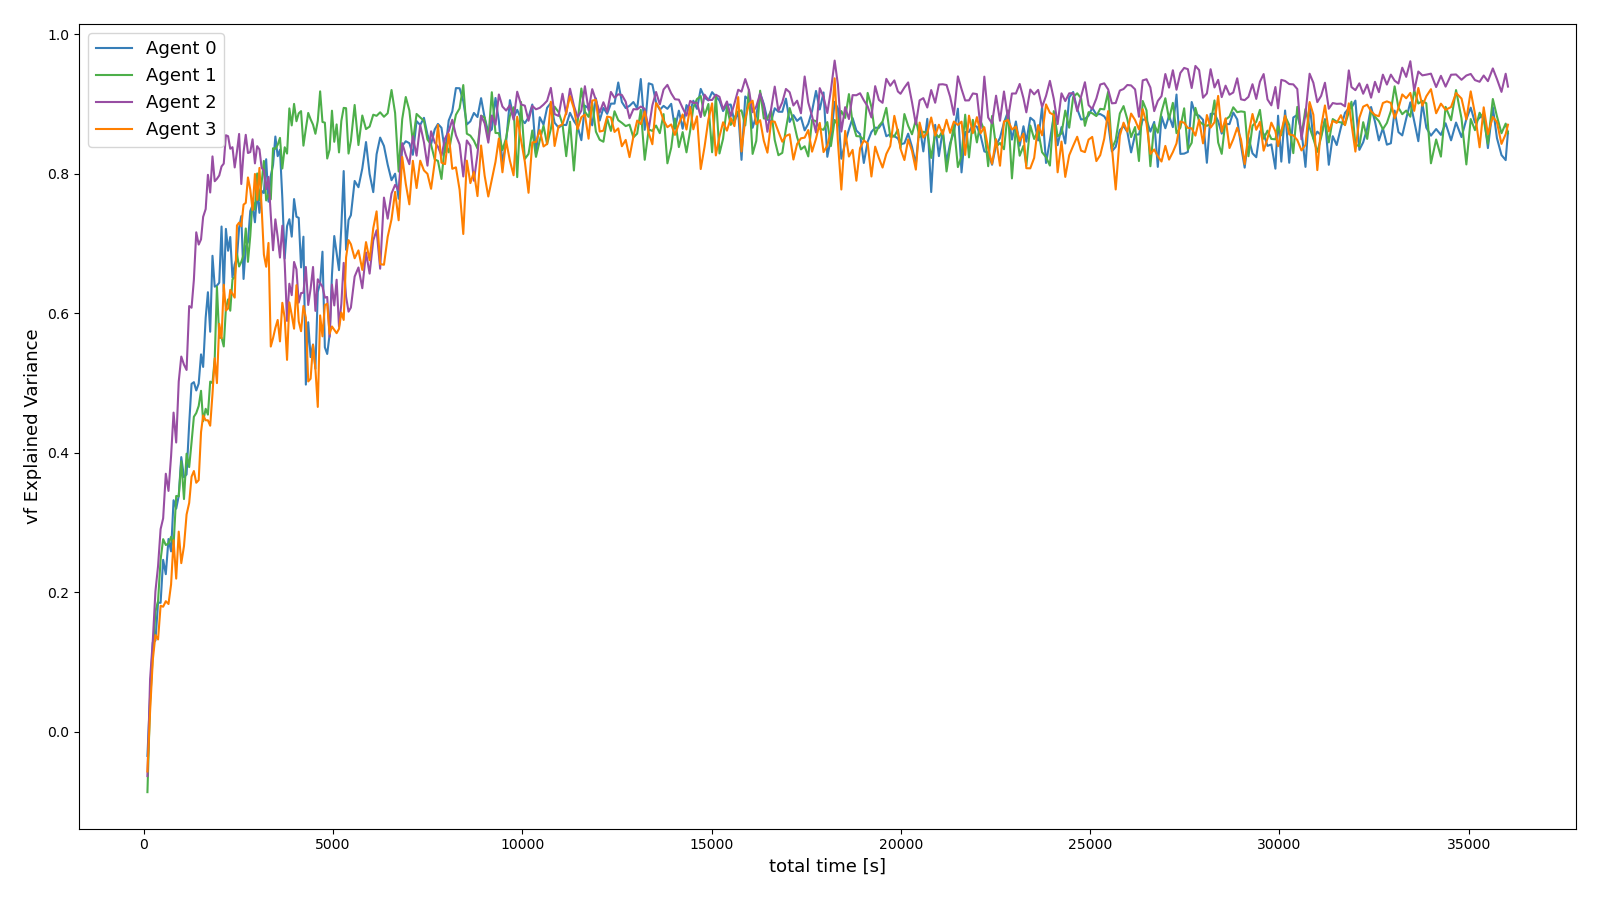 Agent 0
Agent 1
Agent 2
Agent 3
1.0
0.8
0.6
0.4
0.2
0.0
vf Explained Variance
0 5000 10000 15000 20000 25000 30000 35000
total time [s]